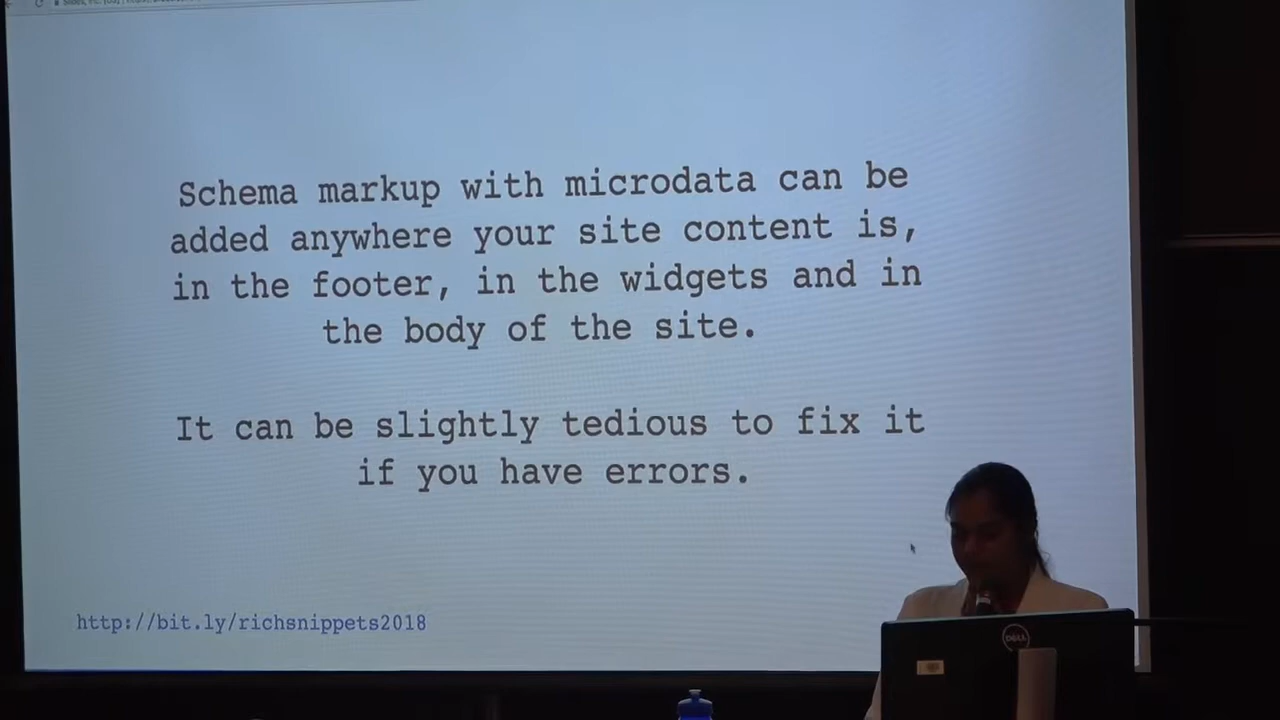 Schema markup with microdata can be
added anywhere your site content is,
in the footer, in the widgets and in
the body of the site.
It can be slightly tedious to fix it
if you have errors.
http://bit.ly/richsnippets2018
DELL